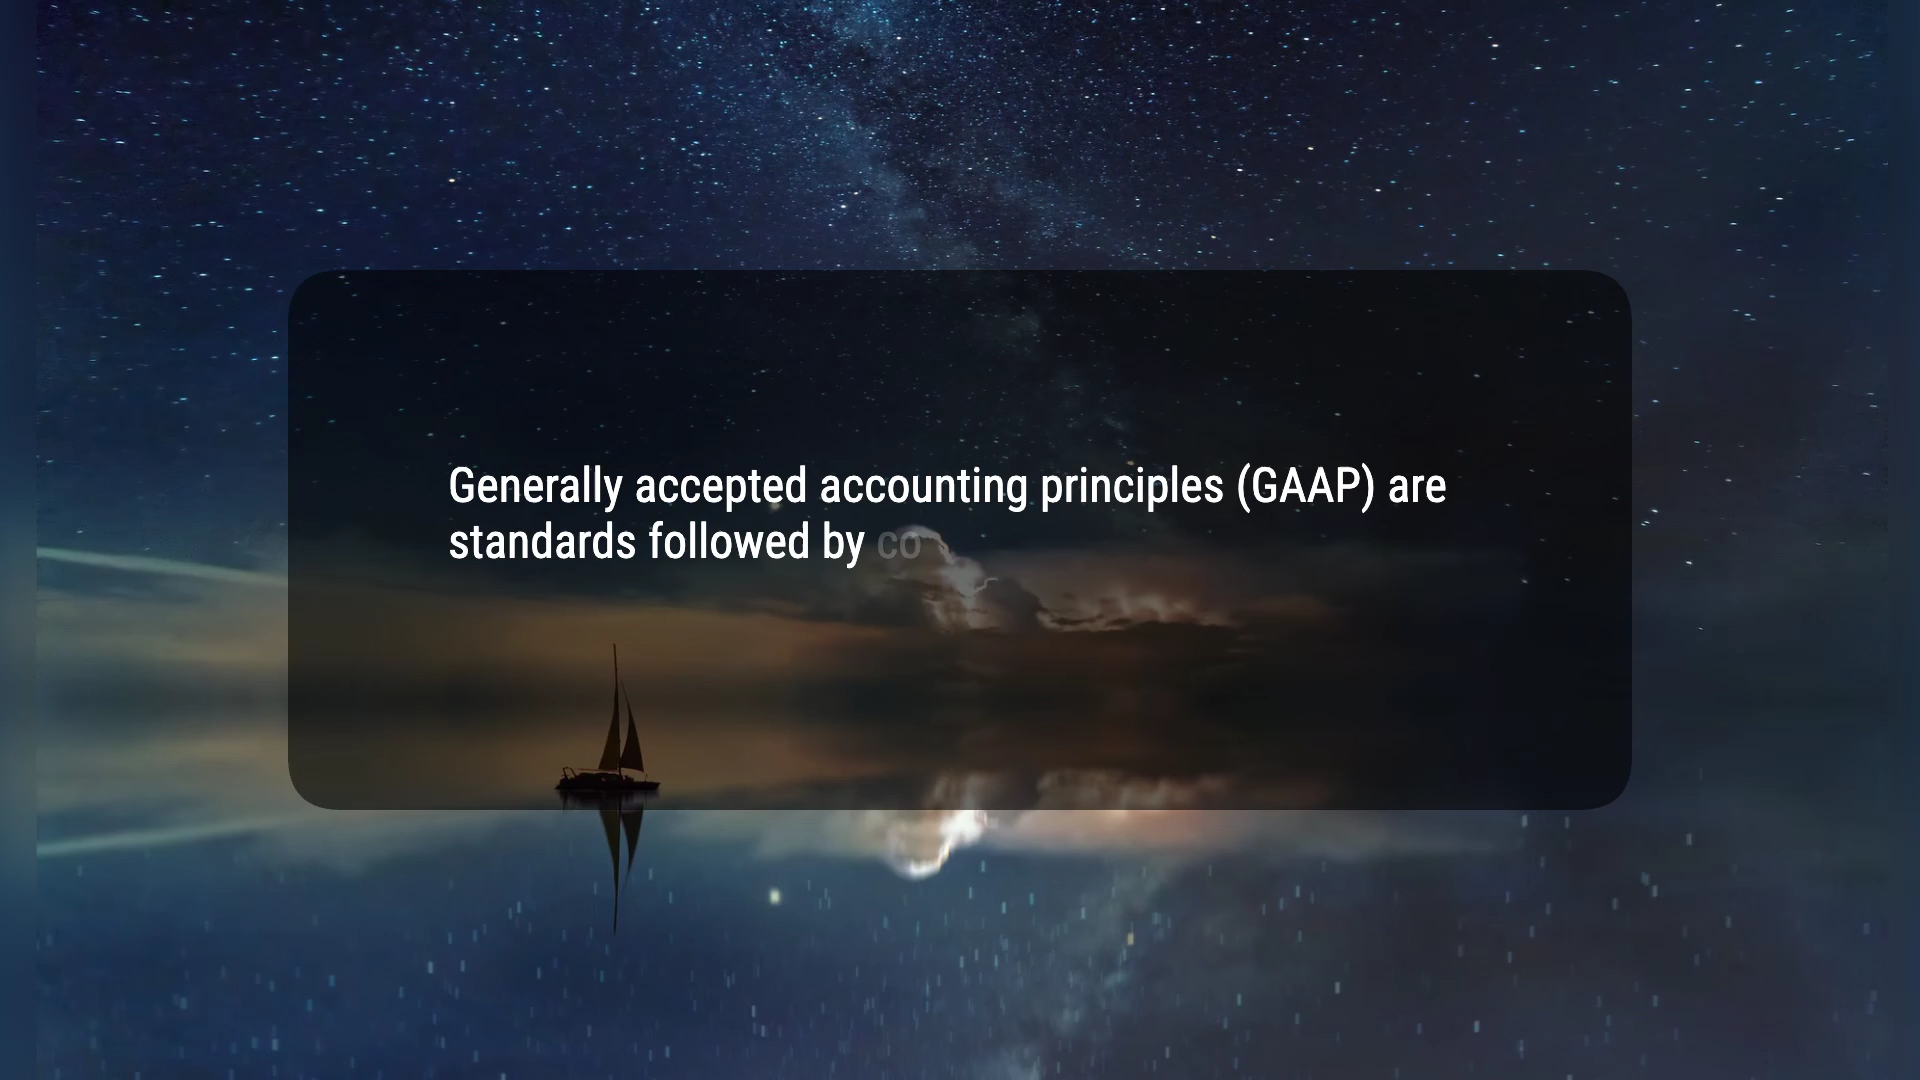 Generally accepted accounting principles (GAAP) are
standards followed by co